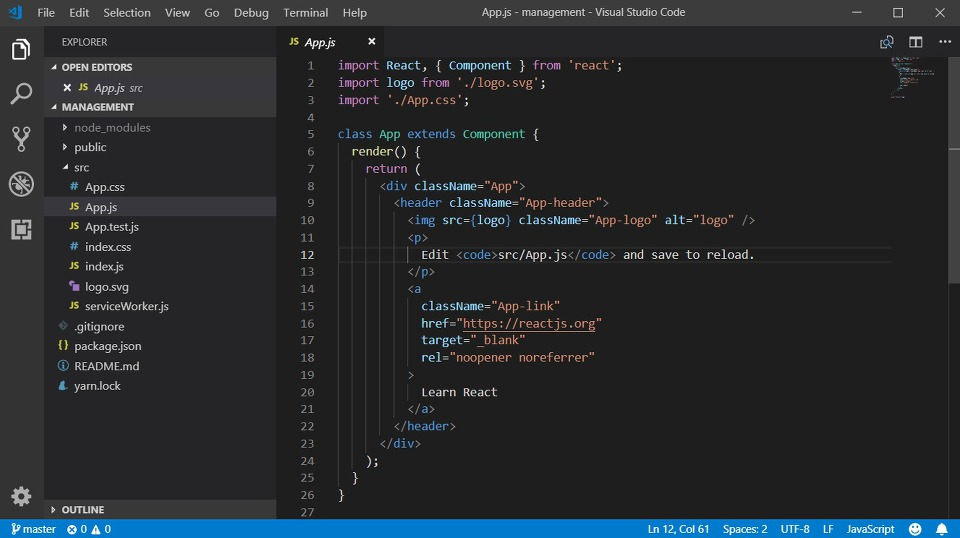 File Edit Selection View Go Debug Terminal Help App.js - management - Visual Studio Code
EXPLORER
OPEN EDITORS
JS App.js src
MANAGEMENT
node_modules
public
src
# App.css
JS App.js
JS App.test.js
# index.css
JS index.js
logo.svg
JS serviceWorker.js
.gitignore
{} package.json
README.md
yarn.lock
OUTLINE
JS App.js
1 import React, { Component } from 'react';
2 import logo from './logo.svg';
3 import './App.css';
4
5 class App extends Component {
6 render() {
7 return (
8 <div className="App">
9 <header className="App-header">
10 <img src={logo} className="App-logo" alt="logo" />
11 <p>
12 Edit <code>src/App.js</code> and save to reload.
13 </p>
14 <a
15 className="App-link"
16 href="https://reactjs.org"
17 target="_blank"
18 rel="noopener noreferrer"
19 >
20 Learn React
21 </a>
22 </header>
23 </div>
24 );
25 }
26 }
27
master 0 0 Ln 12, Col 61 Spaces: 2 UTF-8 LF JavaScript